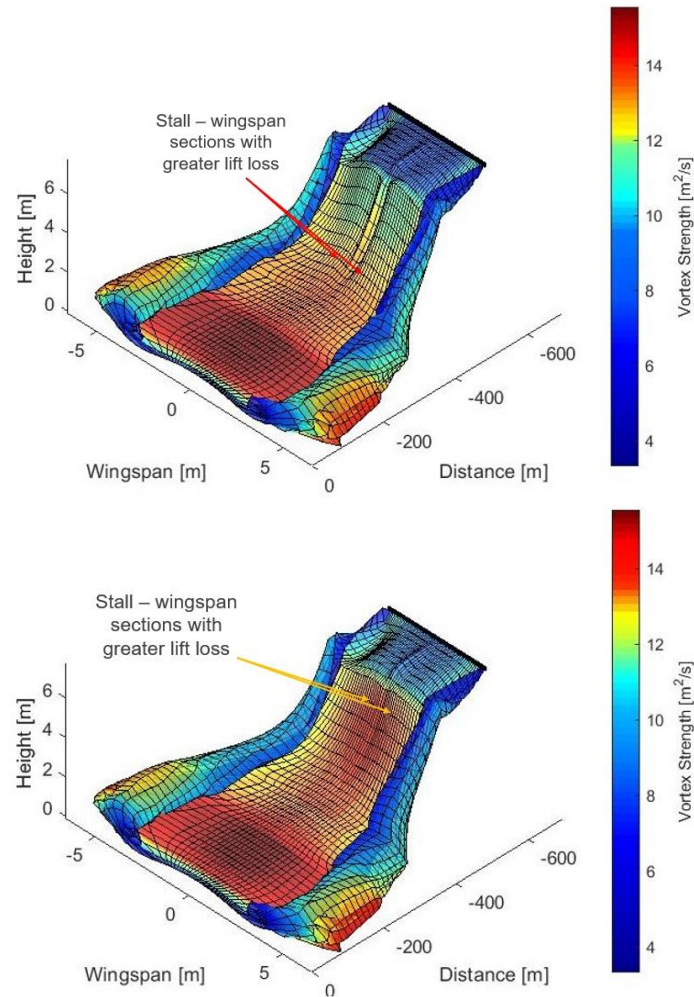 Stall – wingspan
sections with
greater lift loss
Height [m]
6
4
2
0
-5
0
5
Wingspan [m]
0
-200
-400
-600
Distance [m]
14
12
10
8
6
4
Vortex Strength [m²/s]
Stall – wingspan
sections with
greater lift loss
Height [m]
6
4
2
0
-5
0
5
Wingspan [m]
0
-200
-400
-600
Distance [m]
14
12
10
8
6
4
Vortex Strength [m²/s]